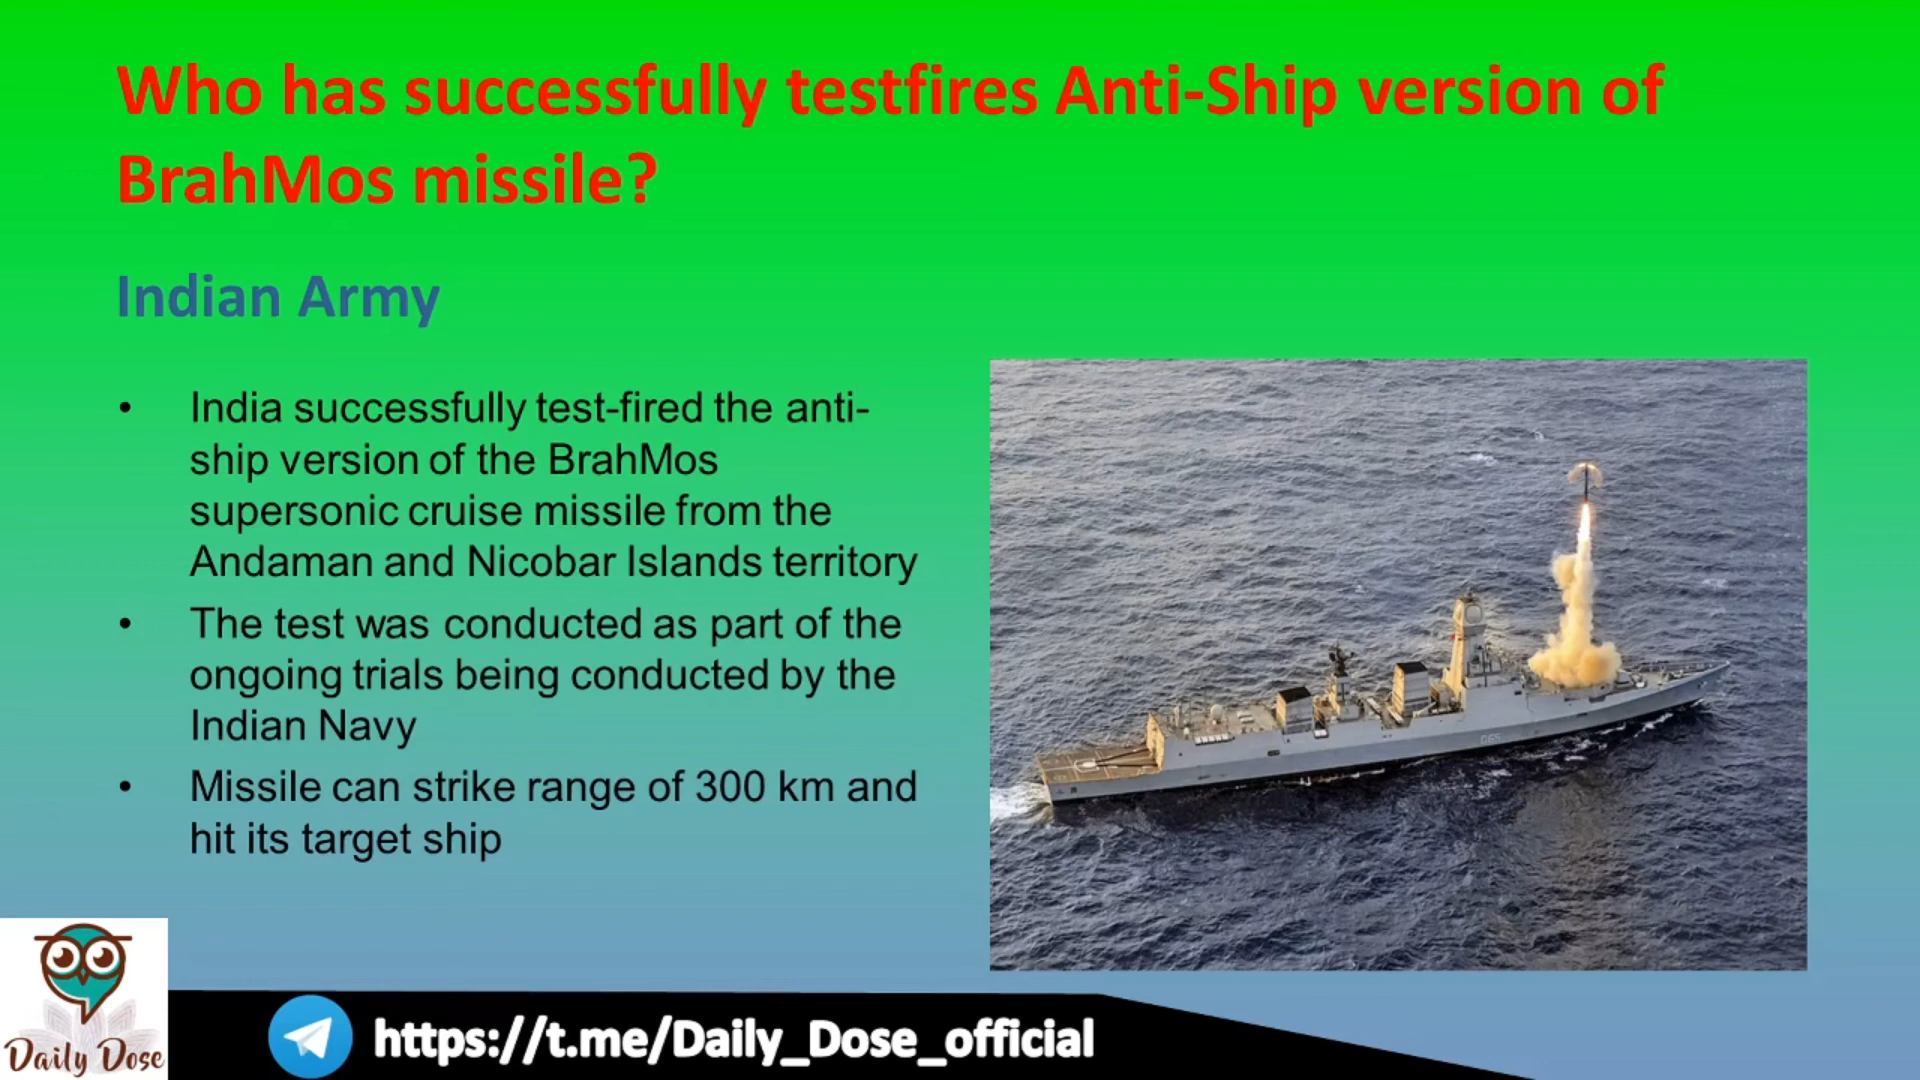 Who has successfully testfires Anti-Ship version of
BrahMos missile?
Indian Army
• India successfully test-fired the anti-
ship version of the BrahMos
supersonic cruise missile from the
Andaman and Nicobar Islands territory
• The test was conducted as part of the
ongoing trials being conducted by the
Indian Navy
• Missile can strike range of 300 km and
hit its target ship
D65
Daily Dose
https://t.me/Daily_Dose_official